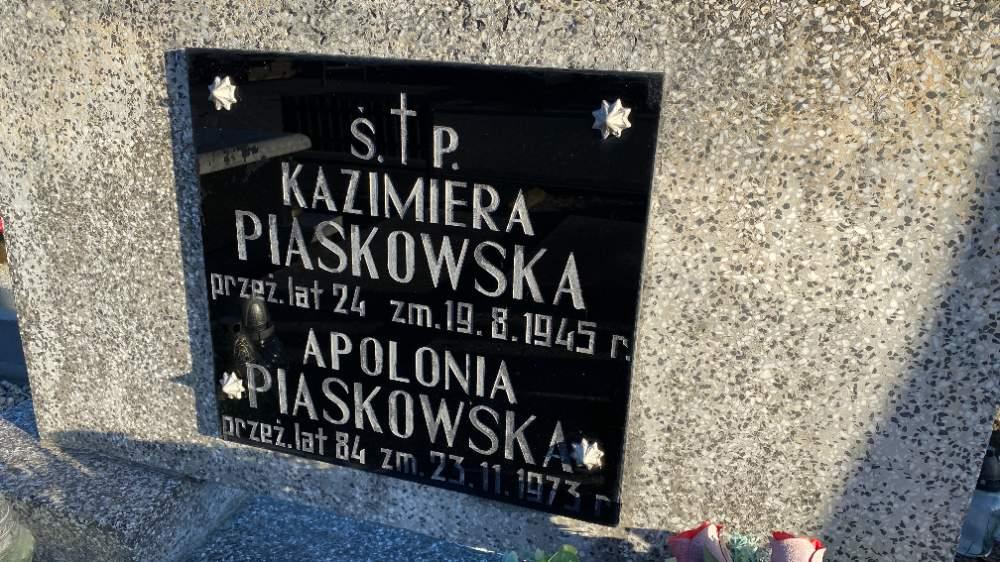 Ś. P.
KAZIMIERA
PIASKOWSKA
przeż. lat 24 zm. 19. 8. 1945 r.
APOLONIA
PIASKOWSKA
przeż. lat 84 zm. 23. 11. 1973 r